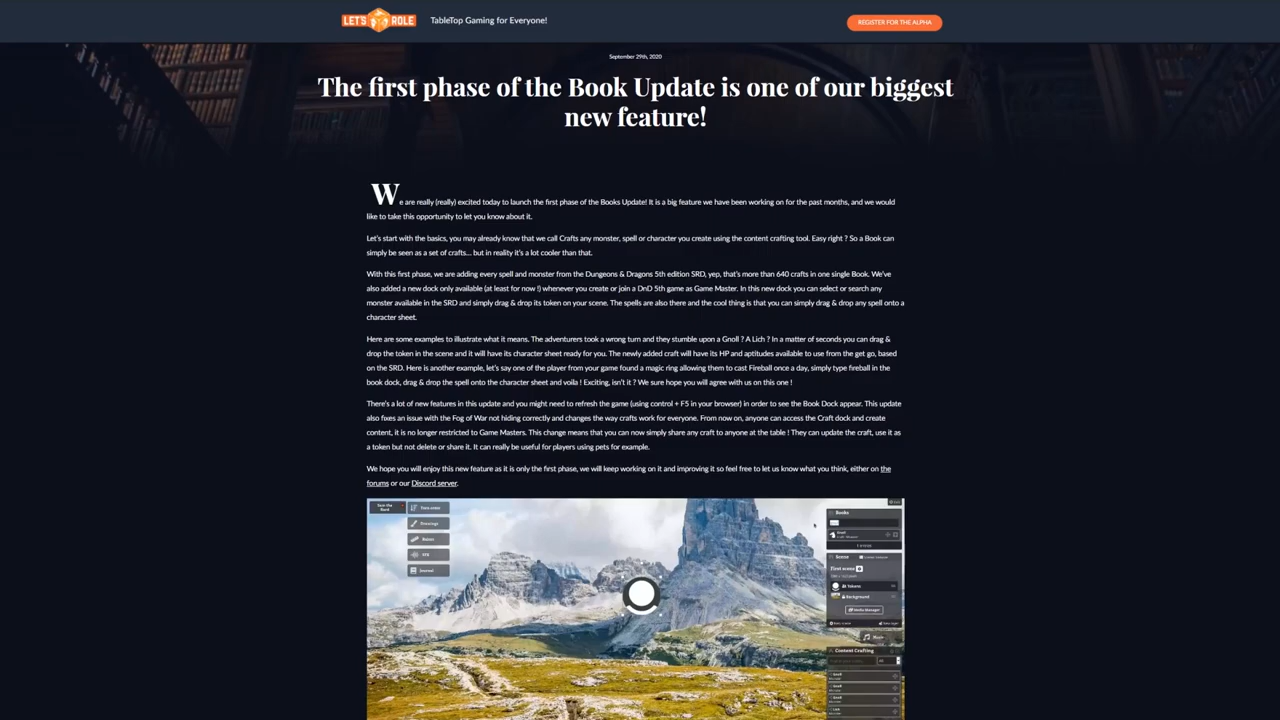 LET'S ROLE
TableTop Gaming for Everyone!
REGISTER FOR THE ALPHA
September 29th, 2020
The first phase of the Book Update is one of our biggest
new feature!
We are really (really) excited today to launch the first phase of the Books Update! It is a big feature we have been working on for the past months, and we would
like to take this opportunity to let you know about it.
Let's start with the basics, you may already know that we call Crafts any monster, spell or character you create using the content crafting tool. Easy right ? So a Book can
simply be seen as a set of crafts... but in reality it's a lot cooler than that.
With this first phase, we are adding every spell and monster from the Dungeons & Dragons 5th edition SRD, yep, that's more than 640 crafts in one single Book. We've
also added a new dock only available (at least for now !) whenever you create or join a DnD 5th game as Game Master. In this new dock you can select or search any
monster available in the SRD and simply drag & drop its token on your scene. The spells are also there and the cool thing is that you can simply drag & drop any spell onto a
character sheet.
Here are some examples to illustrate what it means. The adventurers took a wrong turn and they stumble upon a Gnoll ? A Lich ? In a matter of seconds you can drag &
drop the token in the scene and it will have its character sheet ready for you. The newly added craft will have its HP and aptitudes available to use from the get go, based
on the SRD. Here is another example, let's say one of the player from your game found a magic ring allowing them to cast Fireball once a day, simply type fireball in the
book dock, drag & drop the spell onto the character sheet and voila ! Exciting, isn't it ? We sure hope you will agree with us on this one !
There's a lot of new features in this update and you might need to refresh the game (using control + F5 in your browser) in order to see the Book Dock appear. This update
also fixes an issue with the Fog of War not hiding correctly and changes the way crafts work for everyone. From now on, anyone can access the Craft dock and create
content, it is no longer restricted to Game Masters. This change means that you can now simply share any craft to anyone at the table ! They can update the craft, use it as
a token but not delete or share it. It can really be useful for players using pets for example.
We hope you will enjoy this new feature as it is only the first phase, we will keep working on it and improving it so feel free to let us know what you think, either on the
forums or our Discord server.
Drawings
Journal
Books
Scene
First scene
Tokens
Background
Media Manager
Music
Content Crafting